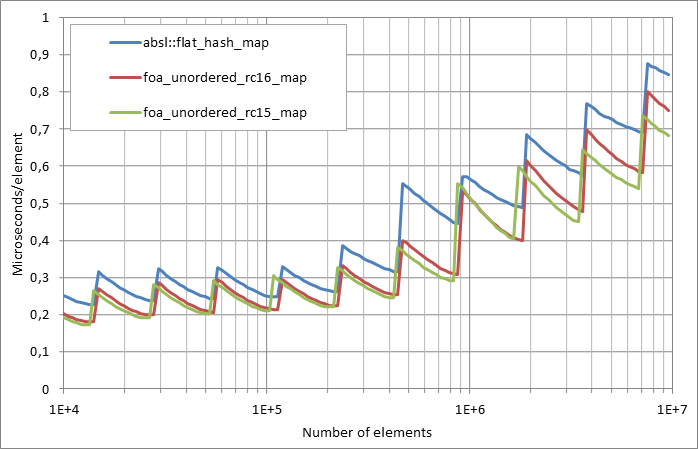 1
0,9
0,8
0,7
0,6
0,5
0,4
0,3
0,2
0,1
0
Microseconds/element
absl::flat_hash_map
foa_unordered_rc16_map
foa_unordered_rc15_map
1E+4
1E+5
1E+6
1E+7
Number of elements